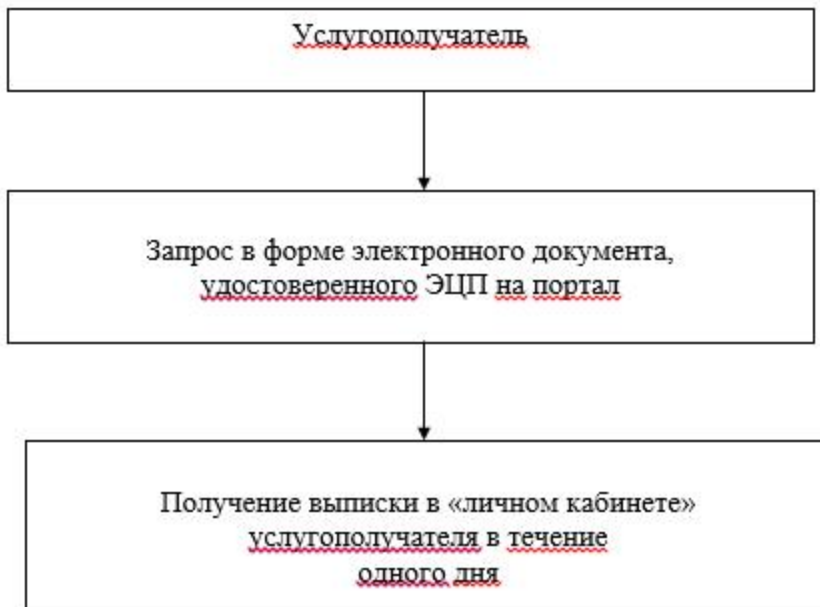 Услугополучатель
Запрос в форме электронного документа,
удостоверенного ЭЦП на портал
Получение выписки в «личном кабинете»
услугополучателя в течение
одного дня